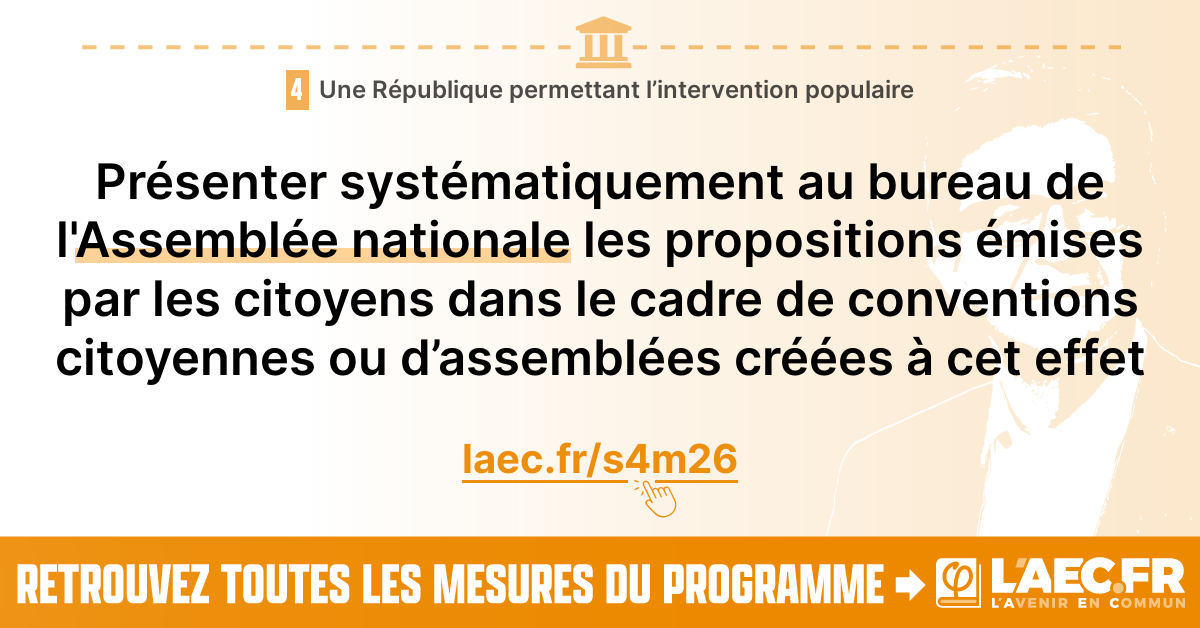 4 Une République permettant l’intervention populaire
Présenter systématiquement au bureau de
l'Assemblée nationale les propositions émises
par les citoyens dans le cadre de conventions
citoyennes ou d’assemblées créées à cet effet
laec.fr/s4m26
RETROUVEZ TOUTES LES MESURES DU PROGRAMME
L'AEC.FR
L'AVENIR EN COMMUN